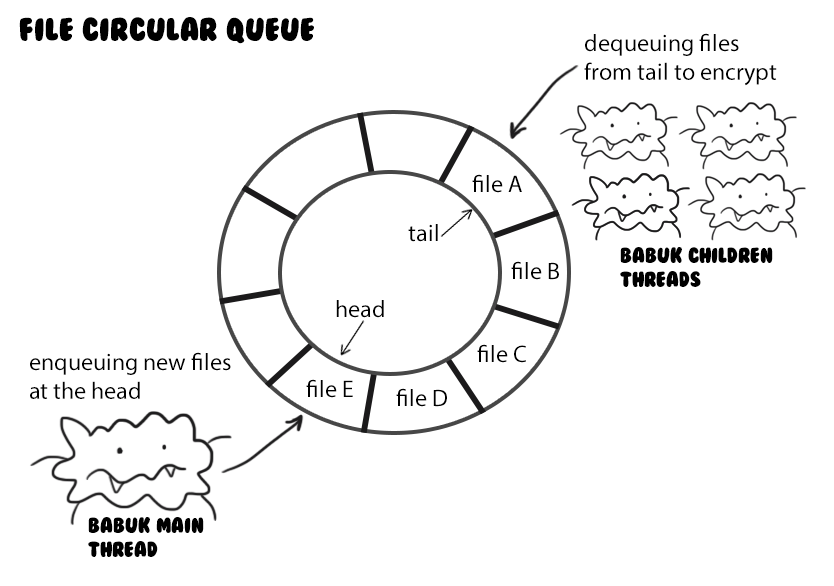 FILE CIRCULAR QUEUE
dequeuing files
from tail to encrypt
file A
tail
BABUK CHILDREN
THREADS
file B
head
file C
enqueuing new files
at the head
file E
file D
BABUK MAIN
THREAD